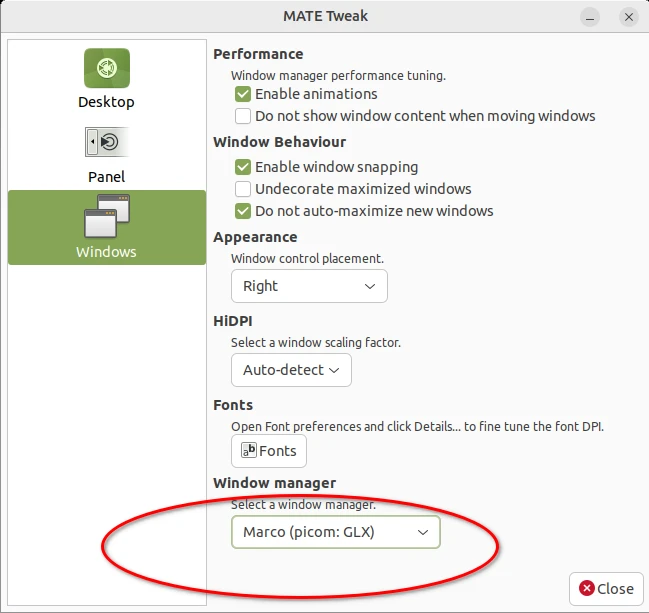 MATE Tweak
Desktop
Panel
Windows
Performance
Window manager performance tuning.
Enable animations
Do not show window content when moving windows
Window Behaviour
Enable window snapping
Undecorate maximized windows
Do not auto-maximize new windows
Appearance
Window control placement.
Right
HiDPI
Select a window scaling factor.
Auto-detect
Fonts
Open Font preferences and click Details... to fine tune the font DPI.
ab Fonts
Window manager
Select a window manager.
Marco (picom: GLX)
Close